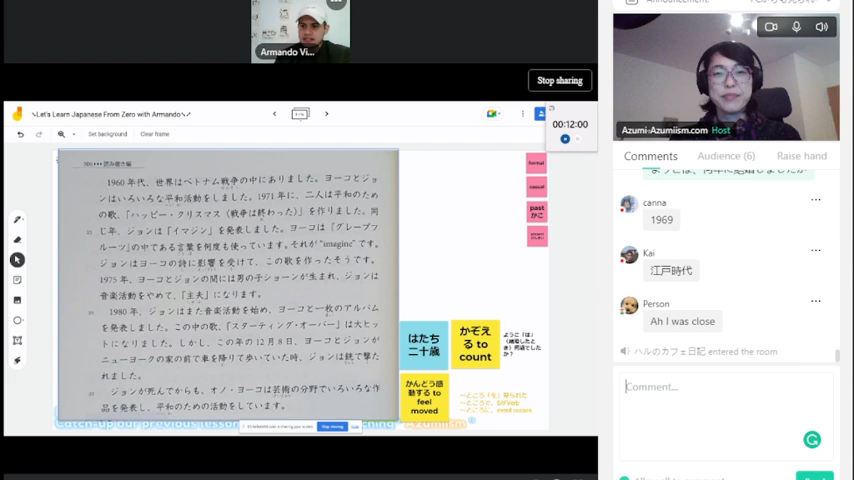 Armando Vi...
Stop sharing
Let's Learn Japanese From Zero with Armando
00:12:00
Set background
Clear frame
formal
casual
past
かこ
1960年代、世界はベトナム戦争の中にありました。ヨーコとジョ
ンはいろいろな平和活動をしました。1971年に、二人は平和のため
の歌、「ハッピー・クリスマス（戦争は終わった）」を作りました。同
じ年、ジョンは「イマジン」を発表しました。ヨーコは「グレープフ
ルーツ」の中である言葉を何度も使っています。それが"imagine"です。
ジョンはヨーコの詩に影響を受けて、この歌を作ったそうです。
1975年、ヨーコとジョンの間には男の子ショーンが生まれ、ジョンは
音楽活動をやめて、「主夫」になります。
1980年、ジョンはまた音楽活動を始め、ヨーコと一枚のアルバム
を発表しました。この中の歌、「スターティング・オーバー」は大ヒッ
トになりました。しかし、この年の12月8日、ヨーコとジョンが
ニューヨークの家の前で車を降りて歩いていた時、ジョンは銃で撃た
れました。
ジョンが死んでからも、オノ・ヨーコは芸術の分野でいろいろな作
品を発表し、平和のための活動をしています。
はたち
二十歳
かぞえ
る to
count
かんどう感
動する to
feel
moved
Stop sharing
Azumi-Azumiism.com Host
Comments
Audience (6)
Raise hand
canna
1969
Kai
江戸時代
Person
Ah I was close
ハルのカフェ日記 entered the room
Comment...